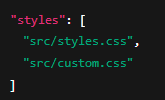 "styles": [
"src/styles.css",
"src/custom.css"
]